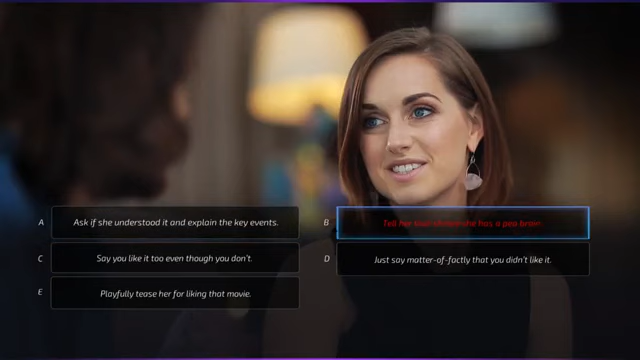 A
Ask if she understood it and explain the key events.
B
Tell her she has a pea brain.
C
Say you like it too even though you don't.
D
Just say matter-of-factly that you didn't like it.
E
Playfully tease her for liking that movie.